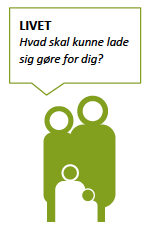 LIVET
Hvad skal kunne lade
sig gøre for dig?